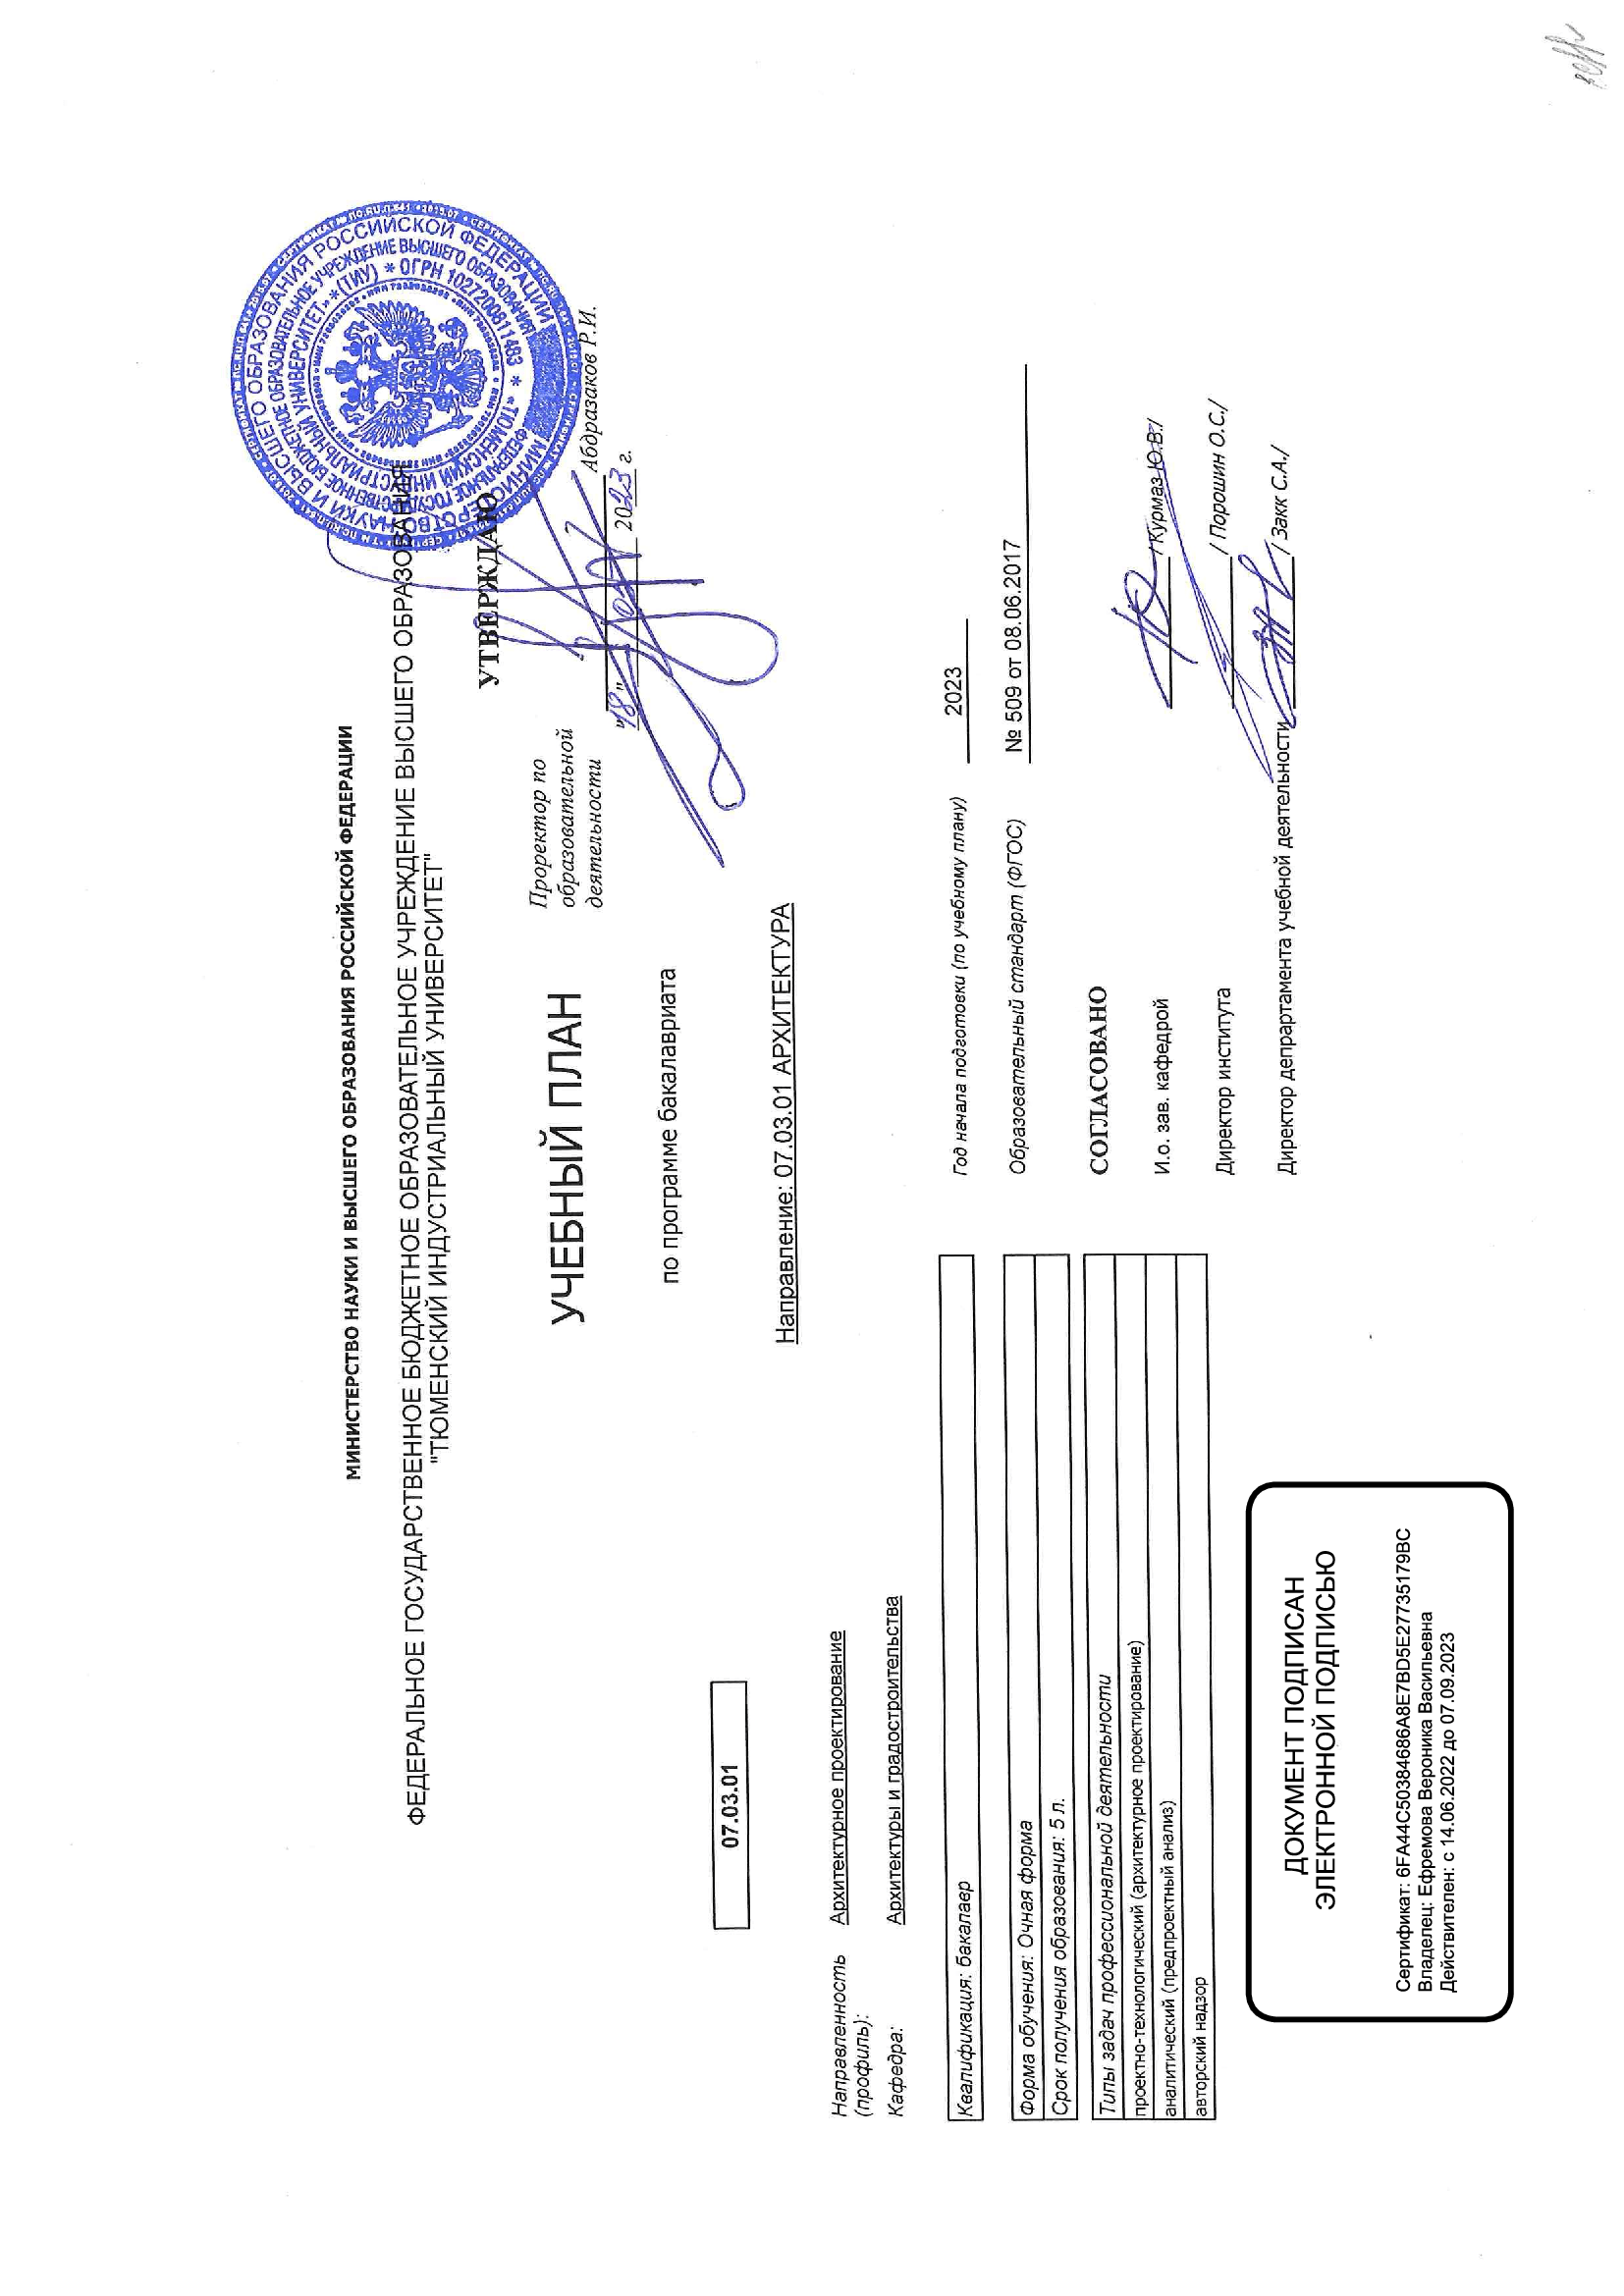 МИНИСТЕРСТВО НАУКИ И ВЫСШЕГО ОБРАЗОВАНИЯ РОССИЙСКОЙ ФЕДЕРАЦИИ
ФЕДЕРАЛЬНОЕ ГОСУДАРСТВЕННОЕ БЮДЖЕТНОЕ ОБРАЗОВАТЕЛЬНОЕ УЧРЕЖДЕНИЕ ВЫСШЕГО ОБРАЗОВАНИЯ
"ТЮМЕНСКИЙ ИНДУСТРИАЛЬНЫЙ УНИВЕРСИТЕТ"
УТВЕРЖДАЮ
Проректор по
образовательной
деятельности
Абдразаков Р.И.
"18" 2023 г.
УЧЕБНЫЙ ПЛАН
по программе бакалавриата
07.03.01
Направление: 07.03.01 АРХИТЕКТУРА
Направленность (профиль): Архитектурное проектирование
Кафедра: Архитектуры и градостроительства
Квалификация: бакалавр
Форма обучения: Очная форма
Срок получения образования: 5 л.
Типы задач профессиональной деятельности
проектно-технологический (архитектурное проектирование)
аналитический (предпроектный анализ)
авторский надзор
Год начала подготовки (по учебному плану) 2023
Образовательный стандарт (ФГОС) № 509 от 08.06.2017
СОГЛАСОВАНО
И.о. зав. кафедрой / Курмаз Ю.В./
Директор института / Порошин О.С./
Директор депрартамента учебной деятельности / Закк С.А./
ДОКУМЕНТ ПОДПИСАН
ЭЛЕКТРОННОЙ ПОДПИСЬЮ
Сертификат: 6FA44C50384686A8E7BD5E27735179BC
Владелец: Ефремова Вероника Васильевна
Действителен: с 14.06.2022 до 07.09.2023
МИНИСТЕРСТВО НАУКИ И ВЫСШЕГО ОБРАЗОВАНИЯ РОССИЙСКОЙ ФЕДЕРАЦИИ
ФЕДЕРАЛЬНОЕ ГОСУДАРСТВЕННОЕ БЮДЖЕТНОЕ ОБРАЗОВАТЕЛЬНОЕ УЧРЕЖДЕНИЕ ВЫСШЕГО ОБРАЗОВАНИЯ
«ТЮМЕНСКИЙ ИНДУСТРИАЛЬНЫЙ УНИВЕРСИТЕТ» * (ТИУ) * ОГРН 1027200811483 *